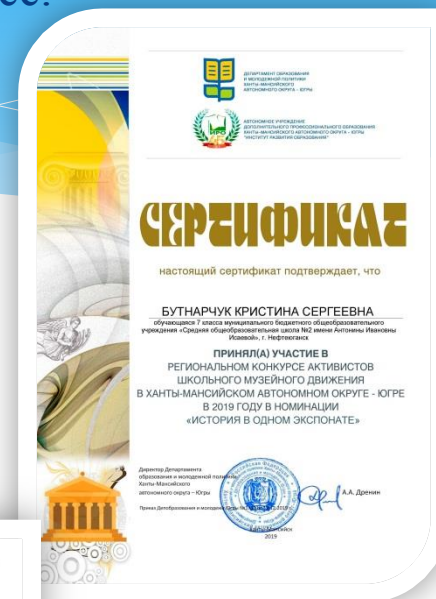 ДЕПАРТАМЕНТ ОБРАЗОВАНИЯ
И МОЛОДЕЖНОЙ ПОЛИТИКИ
ХАНТЫ-МАНСИЙСКОГО
АВТОНОМНОГО ОКРУГА – ЮГРЫ
АВТОНОМНОЕ УЧРЕЖДЕНИЕ
ДОПОЛНИТЕЛЬНОГО ПРОФЕССИОНАЛЬНОГО ОБРАЗОВАНИЯ
ХАНТЫ-МАНСИЙСКОГО АВТОНОМНОГО ОКРУГА – ЮГРЫ
"ИНСТИТУТ РАЗВИТИЯ ОБРАЗОВАНИЯ"
СЕРТИФИКАТ
настоящий сертификат подтверждает, что
БУТНАРЧУК КРИСТИНА СЕРГЕЕВНА
обучающаяся 7 класса муниципального бюджетного общеобразовательного
учреждения «Средняя общеобразовательная школа №2 имени Антонины Ивановны
Исаевой», г. Нефтеюганск
ПРИНЯЛ(А) УЧАСТИЕ В
РЕГИОНАЛЬНОМ КОНКУРСЕ АКТИВИСТОВ
ШКОЛЬНОГО МУЗЕЙНОГО ДВИЖЕНИЯ
В ХАНТЫ-МАНСИЙСКОМ АВТОНОМНОМ ОКРУГЕ - ЮГРЕ
В 2019 ГОДУ В НОМИНАЦИИ
«ИСТОРИЯ В ОДНОМ ЭКСПОНАТЕ»
Директор Департамента
образования и молодежной политики
Ханты-Мансийского
автономного округа – Югры
А.А. Дренин
Приказ Депобразования и молодежи Югры
2019